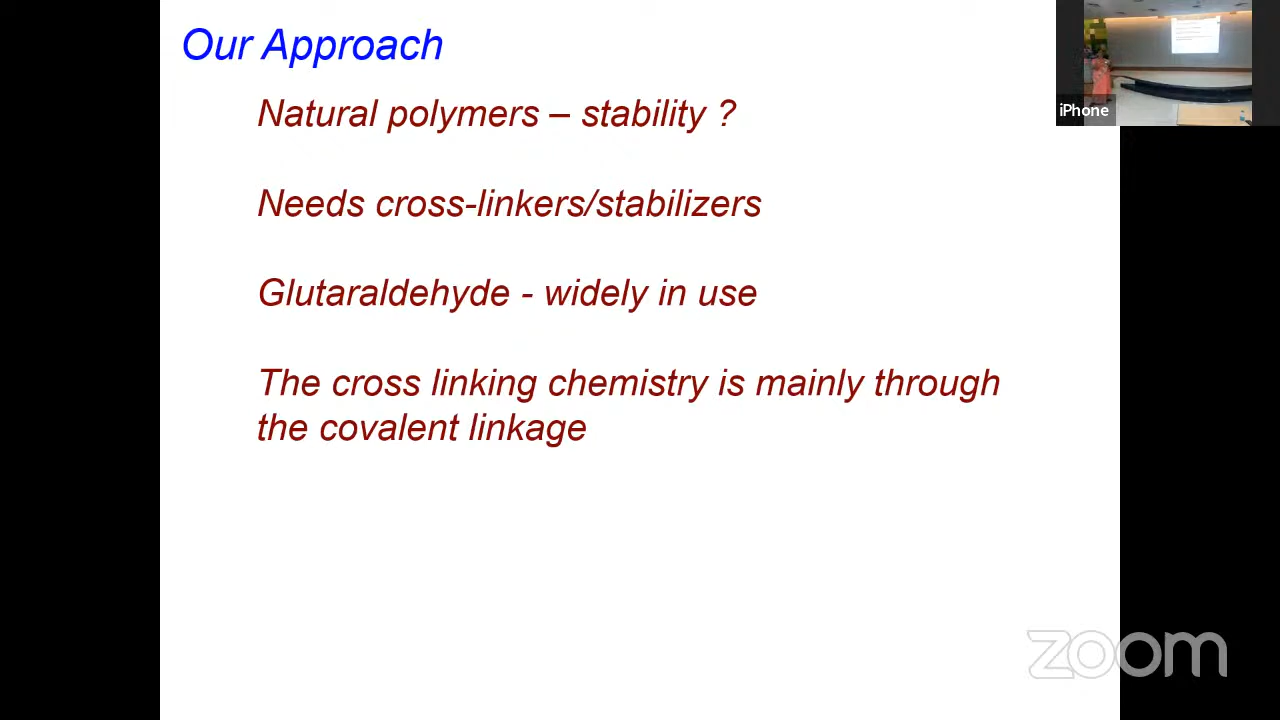 Our Approach
Natural polymers – stability ?
Needs cross-linkers/stabilizers
Glutaraldehyde - widely in use
The cross linking chemistry is mainly through
the covalent linkage
iPhone
zoom